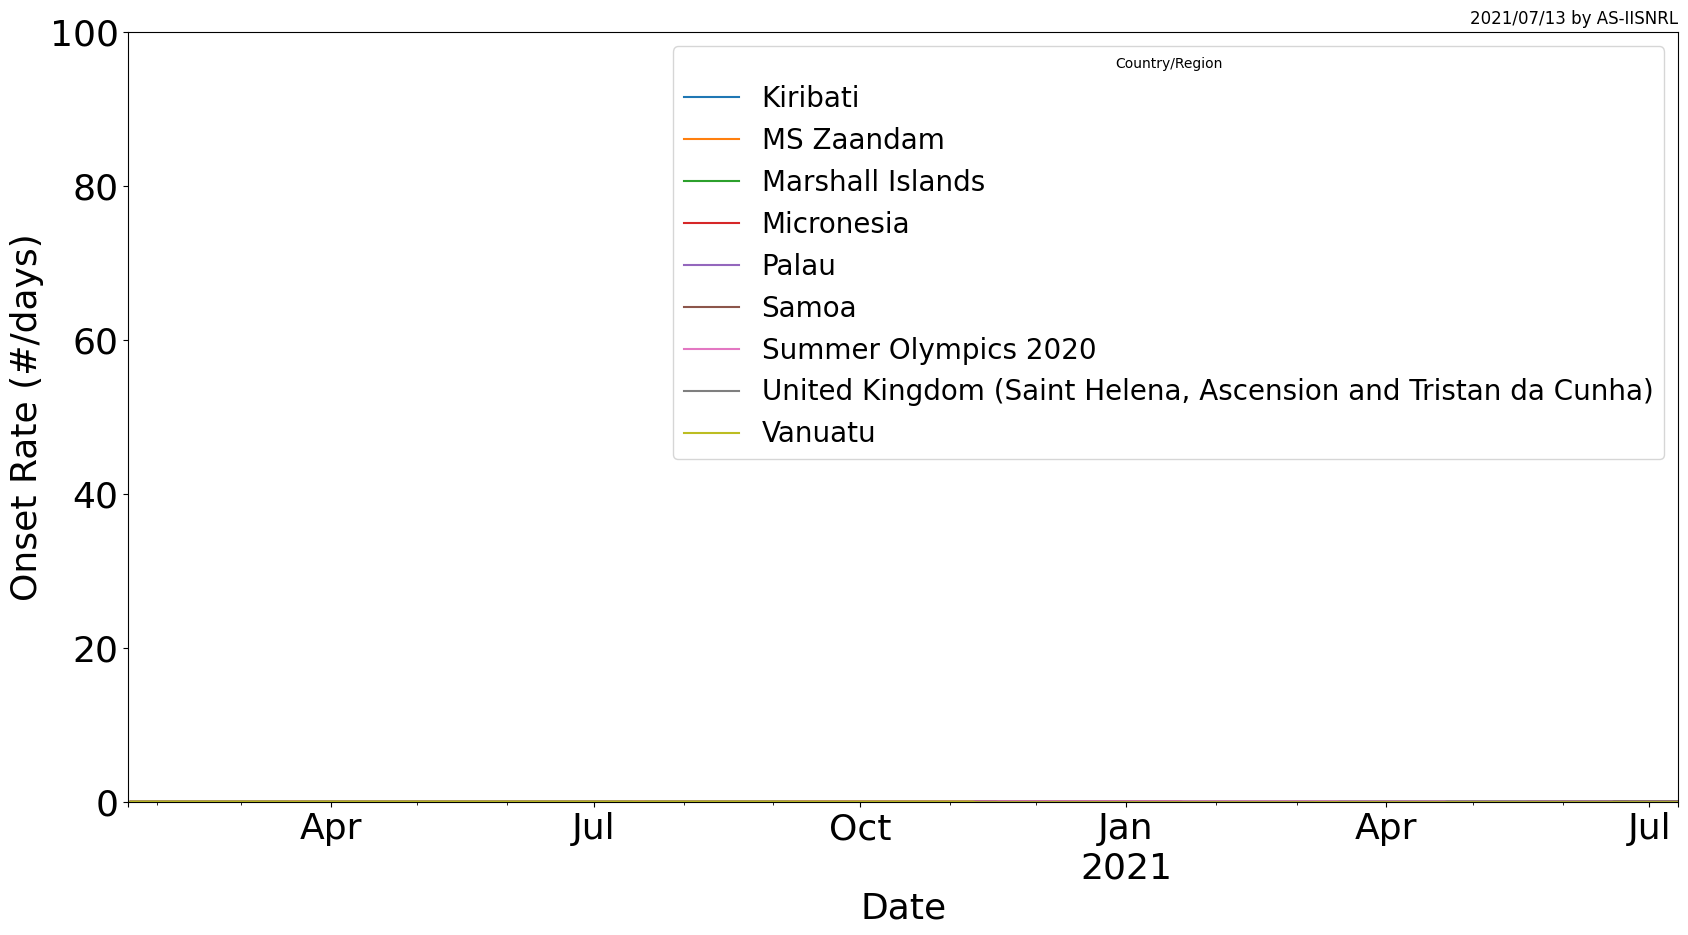 2021/07/13 by AS-IISNRL
100
80
60
40
20
0
Onset Rate (#/days)
Country/Region
Kiribati
MS Zaandam
Marshall Islands
Micronesia
Palau
Samoa
Summer Olympics 2020
United Kingdom (Saint Helena, Ascension and Tristan da Cunha)
Vanuatu
Apr Jul Oct Jan Apr Jul
2021
Date